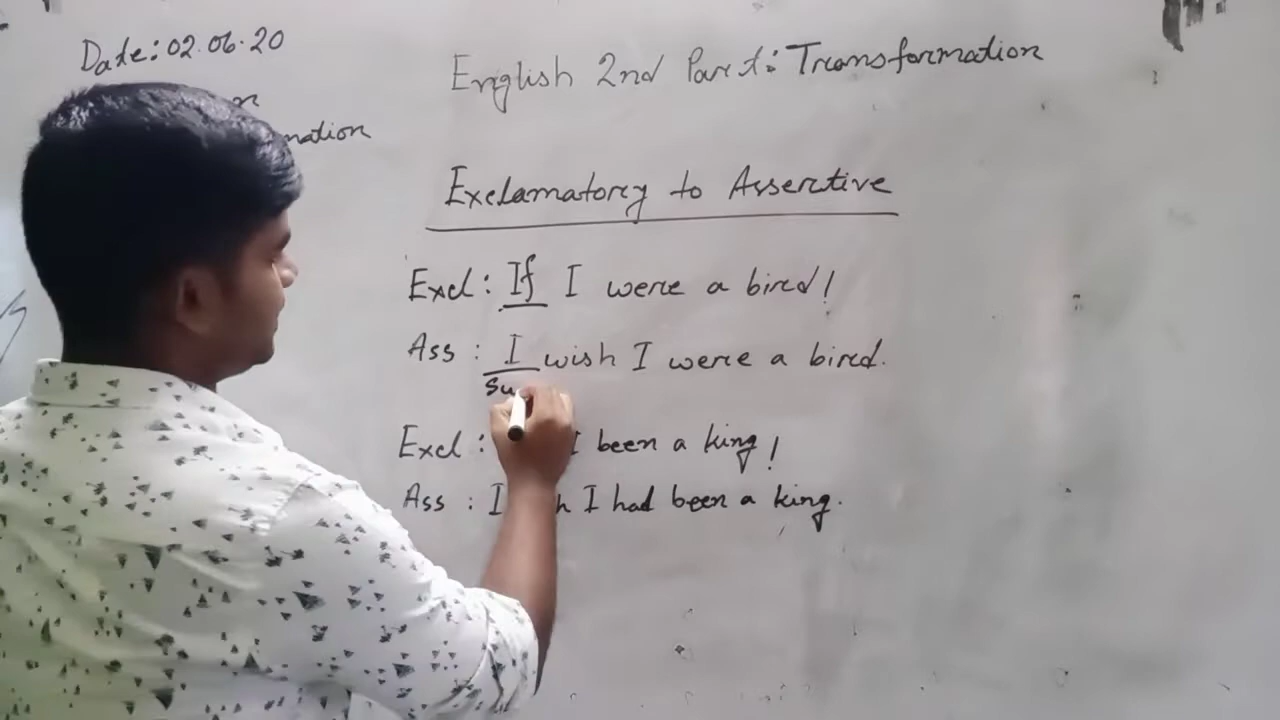 Date: 02.06.20
English 2nd Part: Transformation
Exclamatory to Assertive
Excl: If I were a bird!
Ass : I wish I were a bird.
Su
Excl: I been a king!
Ass : I I had been a king.